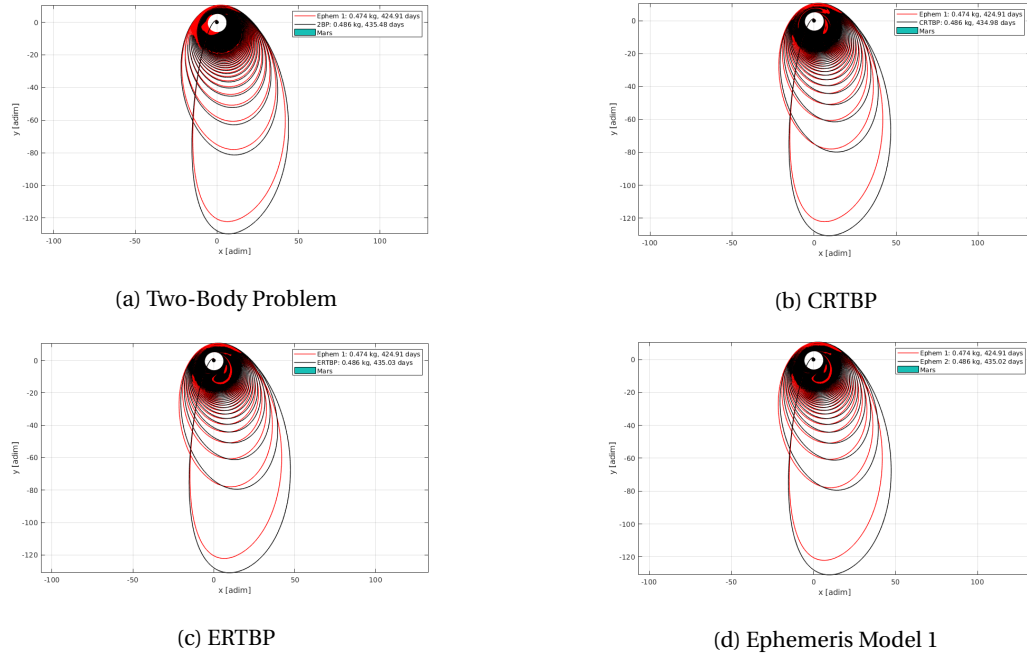 Ephem 1: 0.474 kg, 424.91 days
2BP: 0.486 kg, 435.48 days
Mars
y [adim]
0
-20
-40
-60
-80
-100
-120
-100
-50
0
50
100
x [adim]
(a) Two-Body Problem
Ephem 1: 0.474 kg, 424.91 days
CRTBP: 0.486 kg, 434.98 days
Mars
y [adim]
0
-20
-40
-60
-80
-100
-120
-100
-50
0
50
100
x [adim]
(b) CRTBP
Ephem 1: 0.474 kg, 424.91 days
ERTBP: 0.486 kg, 435.03 days
Mars
y [adim]
0
-20
-40
-60
-80
-100
-120
-100
-50
0
50
100
x [adim]
(c) ERTBP
Ephem 1: 0.474 kg, 424.91 days
Ephem 2: 0.486 kg, 435.02 days
Mars
y [adim]
0
-20
-40
-60
-80
-100
-120
-100
-50
0
50
100
x [adim]
(d) Ephemeris Model 1